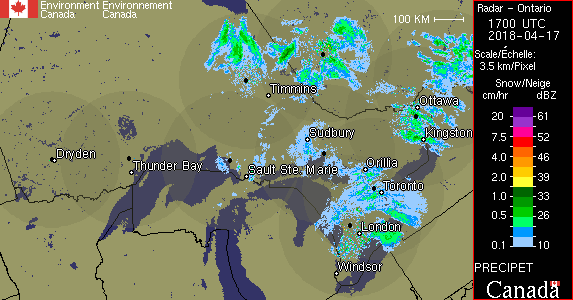 Environment Environnement
Canada Canada
100 KM
Timmins
Ottawa
Sudbury
Kingston
Dryden
Thunder Bay
Sault Ste. Marie
Orillia
Toronto
London
Windsor
Radar - Ontario
1700 UTC
2018-04-17
Scale/Échelle:
3.5 km/Pixel
Snow/Neige
cm/hr dBZ
20 61
7.5 52
4.0 46
2.0 39
1.0 33
0.5 26
0.1 10
PRECIPET
Canada